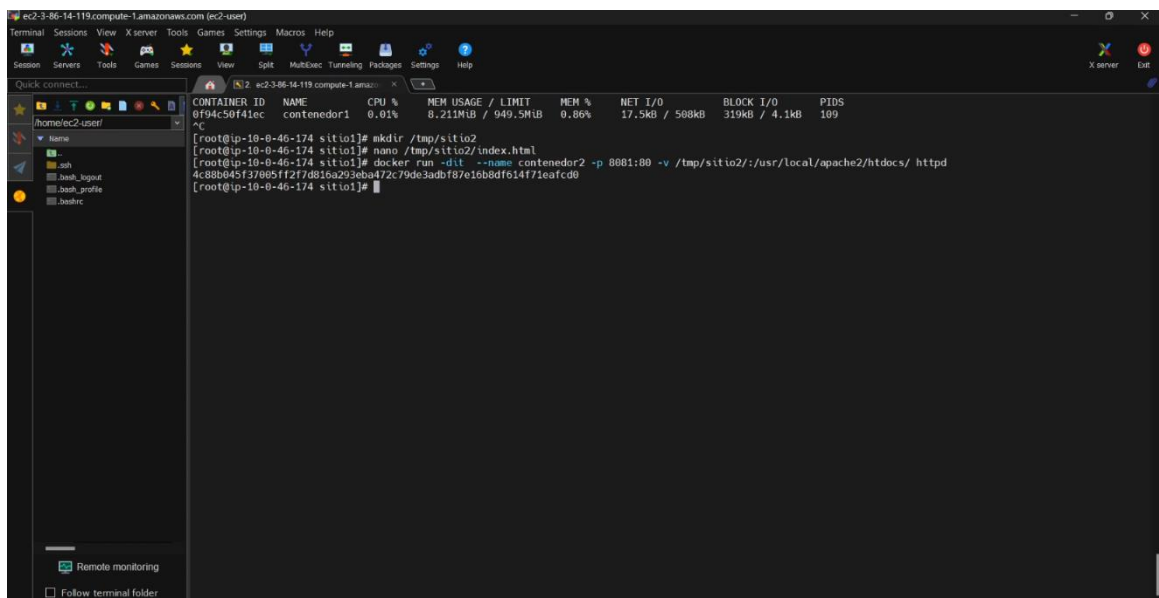 ec2-3-86-14-119.compute-1.amazonaws.com (ec2-user)
Terminal Sessions View X server Tools Games Settings Macros Help
Session Servers Tools Games Sessions View Split MultiExec Tunneling Packages Settings Help X server Exit
Quick connect...
2. ec2-3-86-14-119.compute-1.amazo
/home/ec2-user/
Name
..
.ssh
.bash_logout
.bash_profile
.bashrc
CONTAINER ID NAME CPU % MEM USAGE / LIMIT MEM % NET I/O BLOCK I/O PIDS
0f94c50f41ec contenedor1 0.01% 8.211MiB / 949.5MiB 0.86% 17.5kB / 508kB 319kB / 4.1kB 109
^C
[root@ip-10-0-46-174 sitio1]# mkdir /tmp/sitio2
[root@ip-10-0-46-174 sitio1]# nano /tmp/sitio2/index.html
[root@ip-10-0-46-174 sitio1]# docker run -dit --name contenedor2 -p 8081:80 -v /tmp/sitio2/:/usr/local/apache2/htdocs/ httpd
4c88b045f37005ff2f7d816a293eba472c79de3adbf87e16b8df614f71eafcd0
[root@ip-10-0-46-174 sitio1]#
Remote monitoring
Follow terminal folder